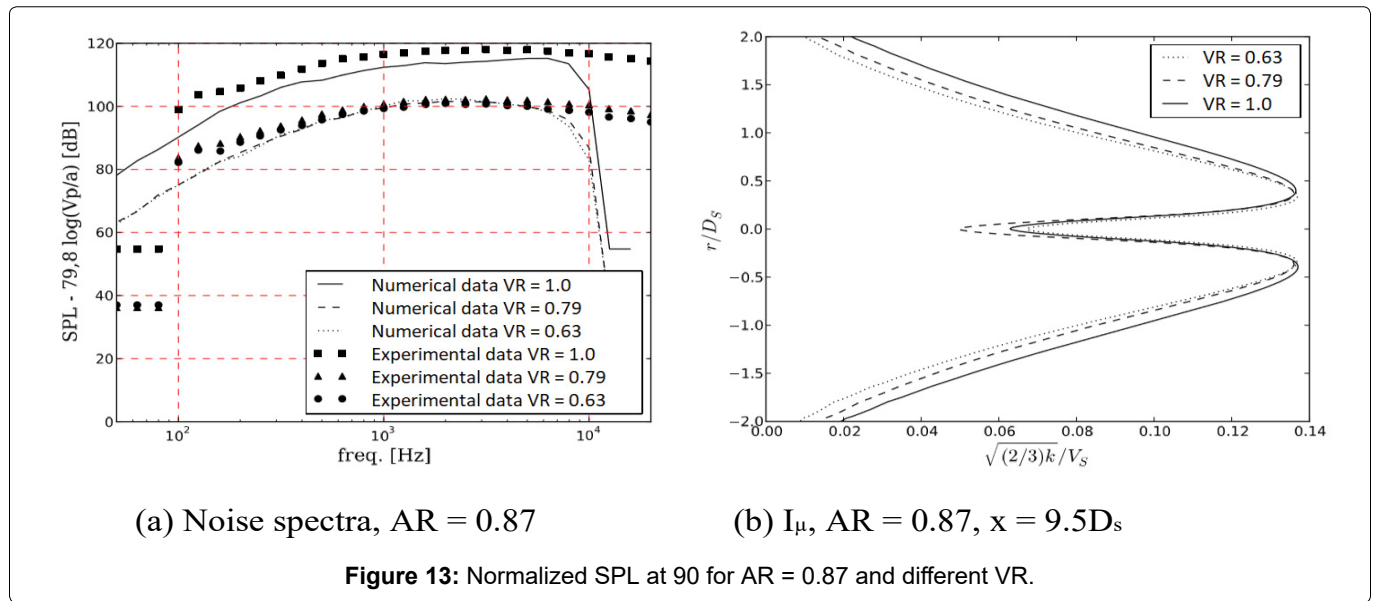 120
100
80
60
40
20
0
SPL - 79,8 log(Vp/a) [dB]
Numerical data VR = 1.0
Numerical data VR = 0.79
Numerical data VR = 0.63
Experimental data VR = 1.0
Experimental data VR = 0.79
Experimental data VR = 0.63
10² 10³ 10⁴
freq. [Hz]
(a) Noise spectra, AR = 0.87
2.0
1.5
1.0
0.5
0.0
−0.5
−1.0
−1.5
−2.0
r/D_S
VR = 0.63
VR = 0.79
VR = 1.0
0.00 0.02 0.04 0.06 0.08 0.10 0.12 0.14
√(2/3)k/V_S
(b) Iμ, AR = 0.87, x = 9.5Dₛ
Figure 13: Normalized SPL at 90 for AR = 0.87 and different VR.